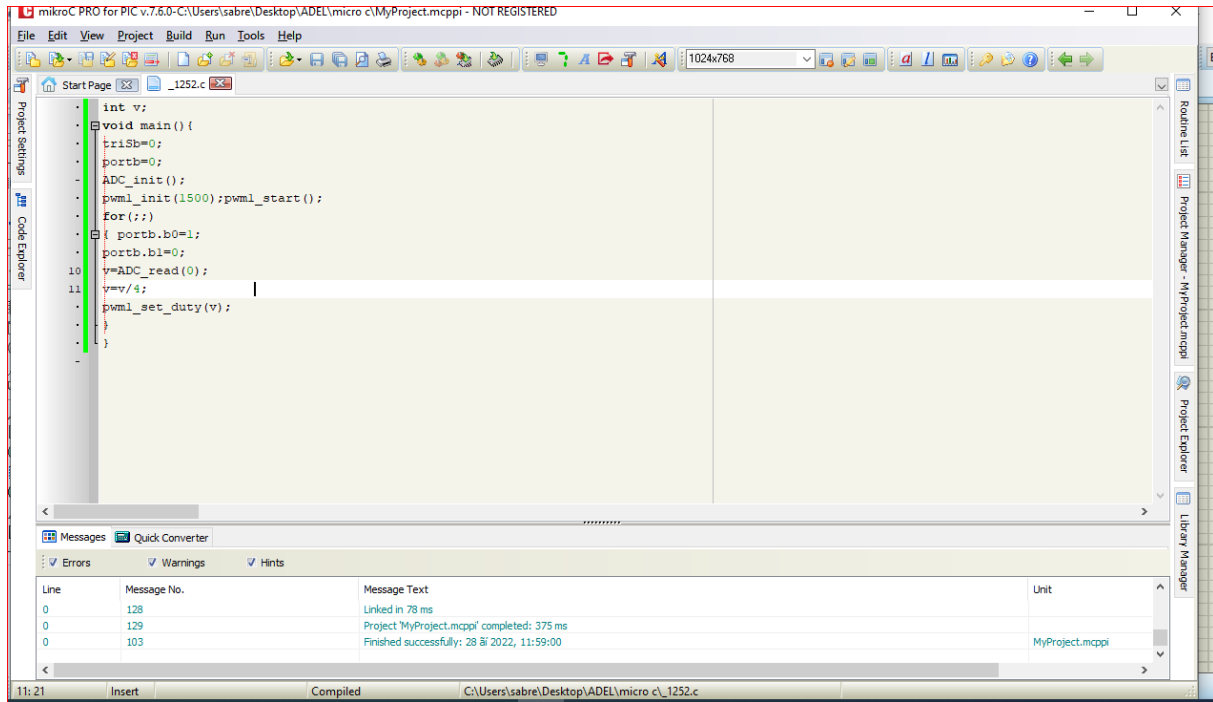 mikroC PRO for PIC v.7.6.0-C:\Users\sabre\Desktop\ADEL\micro c\MyProject.mcppi - NOT REGISTERED
File Edit View Project Build Run Tools Help
1024x768
Start Page _1252.c
int v;
void main(){
triSb=0;
portb=0;
ADC_init();
pwm1_init(1500);pwm1_start();
for(;;)
{ portb.b0=1;
portb.b1=0;
10 v=ADC_read(0);
11 v=v/4;
pwm1_set_duty(v);
}
}
Project Settings
Code Explorer
Routine List
Project Manager - MyProject.mcppi
Project Explorer
Library Manager
Messages Quick Converter
Errors Warnings Hints
Line Message No. Message Text Unit
0 128 Linked in 78 ms
0 129 Project 'MyProject.mcppi' completed: 375 ms
0 103 Finished successfully: 28 ãí 2022, 11:59:00 MyProject.mcppi
11: 21 Insert Compiled C:\Users\sabre\Desktop\ADEL\micro c\_1252.c